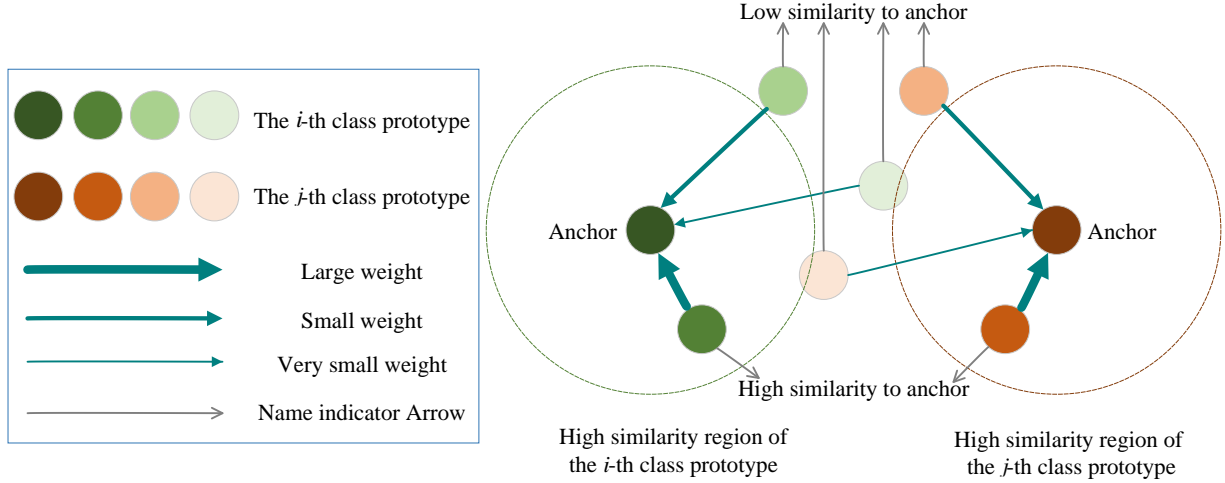 Low similarity to anchor
The i-th class prototype
The j-th class prototype
Large weight
Small weight
Very small weight
Name indicator Arrow
Anchor
Anchor
High similarity to anchor
High similarity region of
the i-th class prototype
High similarity region of
the j-th class prototype